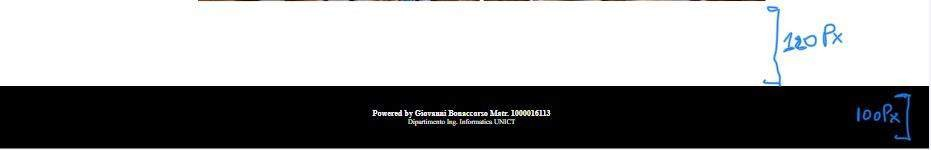 120 Px
Powered by Giovanni Bonaccorso Matr. 1000016113
Dipartimento Ing. Informatica UNICT
100Px